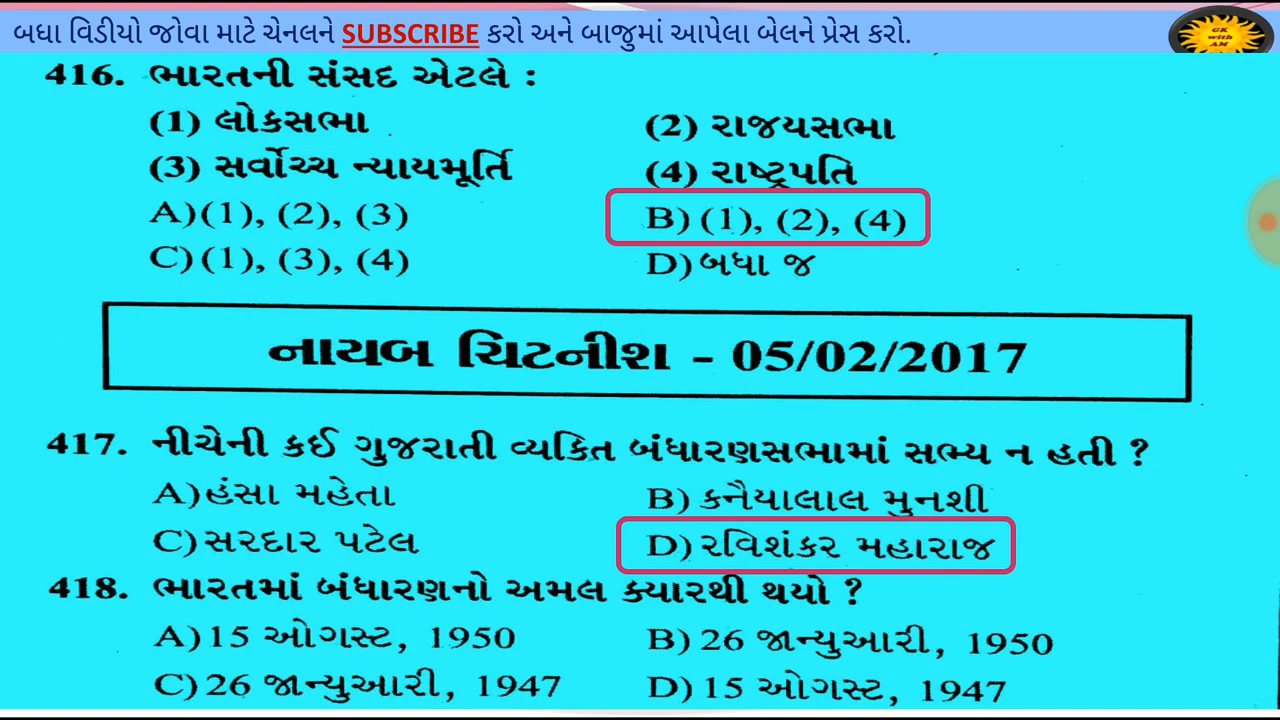 બધા વિડીયો જોવા માટે ચેનલને SUBSCRIBE કરો અને બાજુમાં આપેલા બેલને પ્રેસ કરો.
GK
with
AM
416. ભારતની સંસદ એટલે :
(1) લોકસભા (2) રાજયસભા
(3) સર્વોચ્ચ ન્યાયમૂર્તિ (4) રાષ્ટ્રપતિ
A) (1), (2), (3) B) (1), (2), (4)
C) (1), (3), (4) D) બધા જ
નાયબ ચિટનીશ - 05/02/2017
417. નીચેની કઈ ગુજરાતી વ્યકિત બંધારણસભામાં સભ્ય ન હતી ?
A) હંસા મહેતા B) કનૈયાલાલ મુનશી
C) સરદાર પટેલ D) રવિશંકર મહારાજ
418. ભારતમાં બંધારણનો અમલ ક્યારથી થયો ?
A) 15 ઓગસ્ટ, 1950 B) 26 જાન્યુઆરી, 1950
C) 26 જાન્યુઆરી, 1947 D) 15 ઓગસ્ટ, 1947